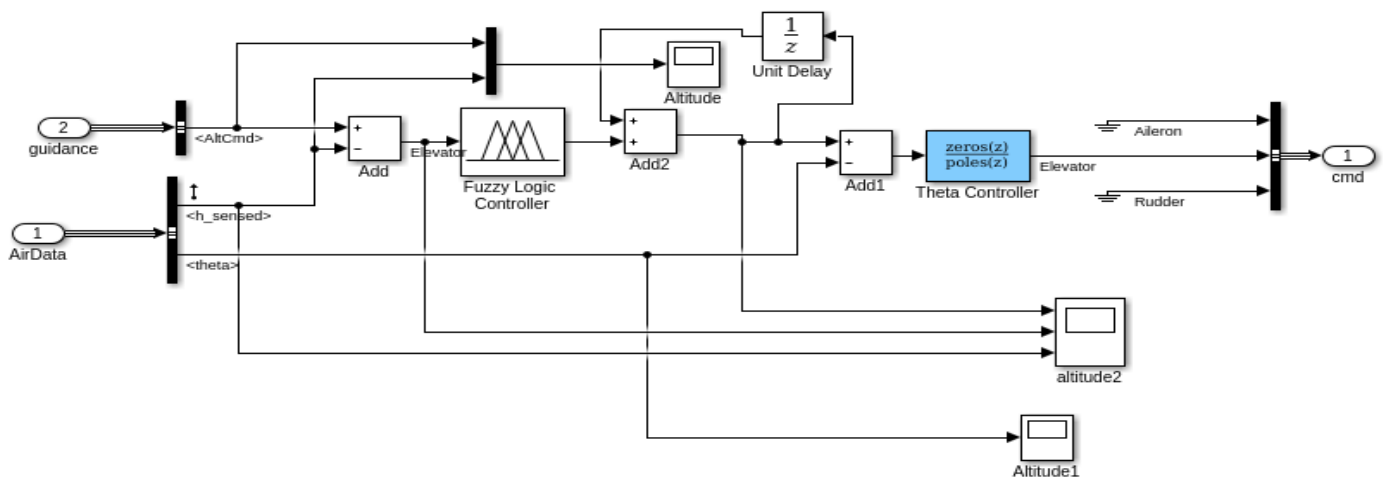 1
z
Unit Delay
Altitude
2
guidance
<AltCmd>
+
−
Add
Elevator
Fuzzy Logic
Controller
+
+
Add2
+
−
Add1
zeros(z)
poles(z)
Theta Controller
Elevator
Aileron
Rudder
1
cmd
<h_sensed>
1
AirData
<theta>
altitude2
Altitude1